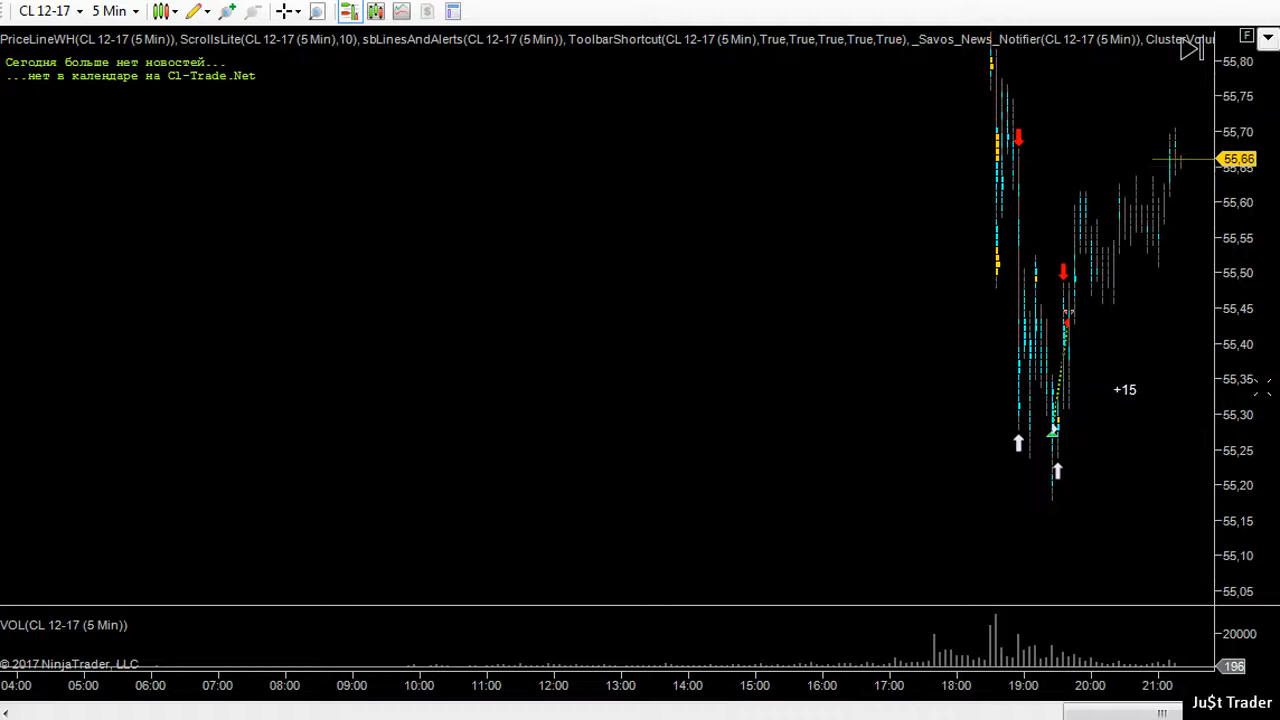 CL 12-17 5 Min $
PriceLineWH(CL 12-17 (5 Min)), ScrollsLite(CL 12-17 (5 Min),10), sbLinesAndAlerts(CL 12-17 (5 Min)), ToolbarShortcut(CL 12-17 (5 Min),True,True,True,True,True), _Savos_News_Notifier(CL 12-17 (5 Min)), ClusterVolu
F
Сегодня больше нет новостей...
...нет в календаре на Cl-Trade.Net
55,80
55,75
55,70
55,66
55,65
55,60
55,55
55,50
55,45
55,40
55,35
+15
55,30
55,25
55,20
55,15
55,10
55,05
VOL(CL 12-17 (5 Min))
20000
© 2017 NinjaTrader, LLC
196
04:00 05:00 06:00 07:00 08:00 09:00 10:00 11:00 12:00 13:00 14:00 15:00 16:00 17:00 18:00 19:00 20:00 21:00
Ju$t Trader